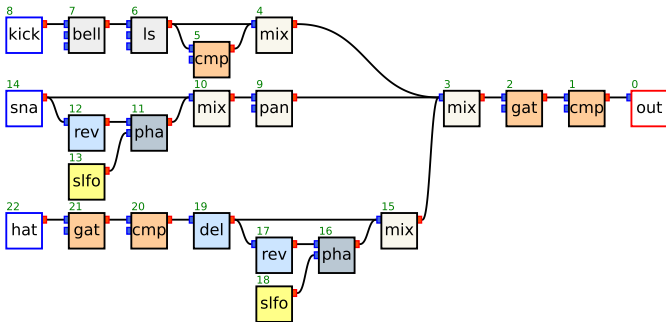 8 7 6 4
kick bell ls mix
5
cmp
14 10 9 3 2 1 0
sna mix pan mix gat cmp out
12 11
rev pha
13
slfo
22 21 20 19 15
hat gat cmp del mix
17 16
rev pha
18
slfo